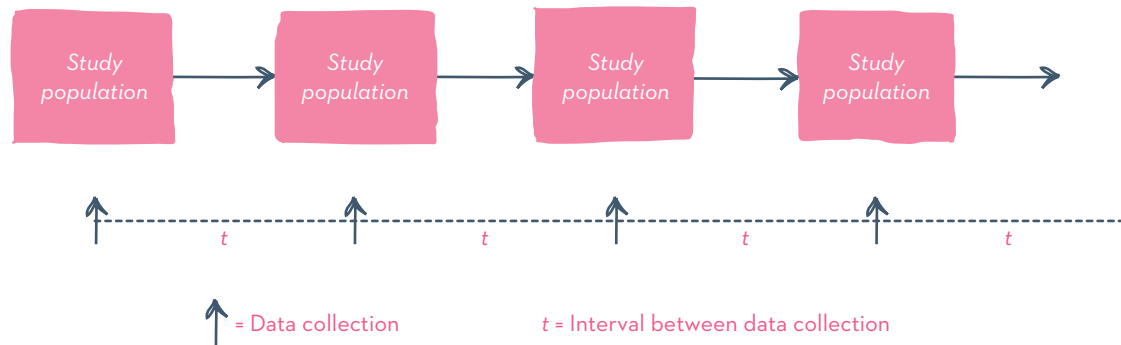 Study
population
Study
population
Study
population
Study
population
t
t
t
t
= Data collection
t = Interval between data collection